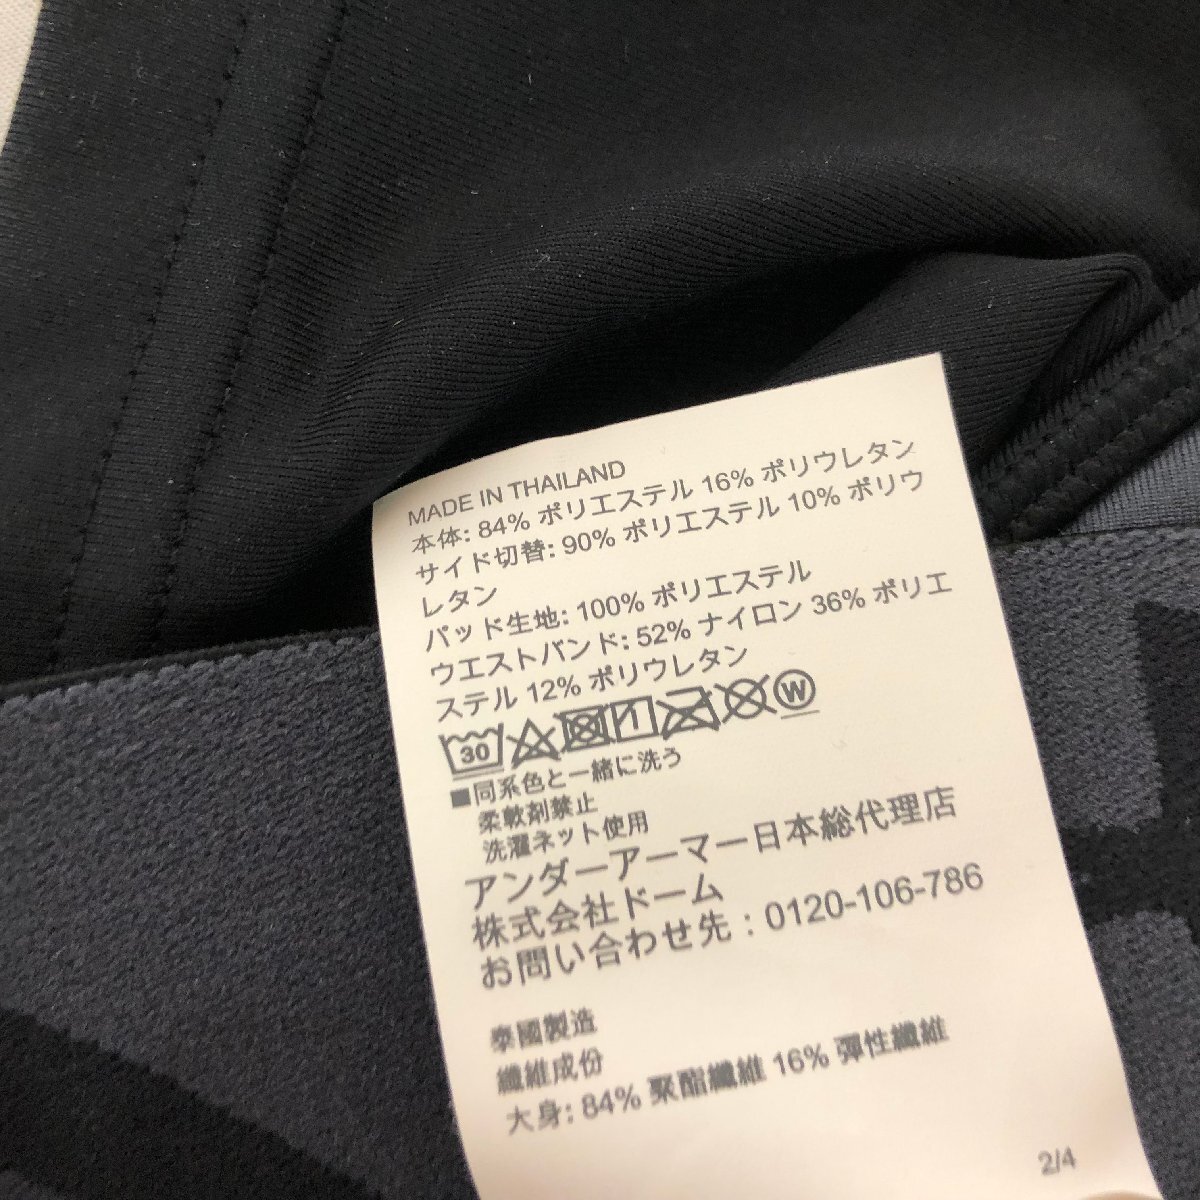 MADE IN THAILAND
本体: 84% ポリエステル 16% ポリウレタン
サイド切替: 90% ポリエステル 10% ポリウ
レタン
パッド生地: 100% ポリエステル
ウエストバンド: 52% ナイロン 36% ポリエ
ステル 12% ポリウレタン
30 W
■同系色と一緒に洗う
柔軟剤禁止
洗濯ネット使用
アンダーアーマー日本総代理店
株式会社ドーム
お問い合わせ先：0120-106-786
泰國製造
纖維成份
大身: 84% 聚酯纖維 16% 彈性纖維
2/4